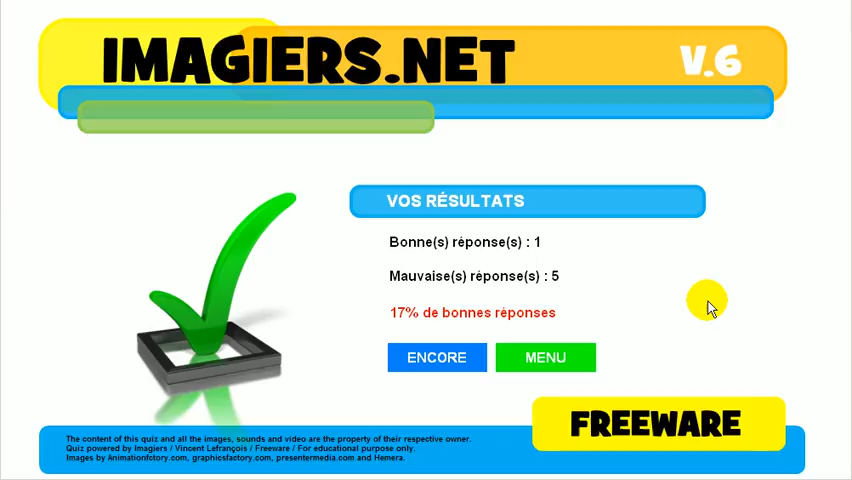 IMAGIERS.NET
V.6
VOS RÉSULTATS
Bonne(s) réponse(s) : 1
Mauvaise(s) réponse(s) : 5
17% de bonnes réponses
ENCORE
MENU
FREEWARE
The content of this quiz and all the images, sounds and video are the property of their respective owner.
Quiz powered by Imagiers / Vincent Lefrançois / Freeware / For educational purpose only.
Images by Animationfctory.com, graphicsfactory.com, presentermedia.com and Hemera.